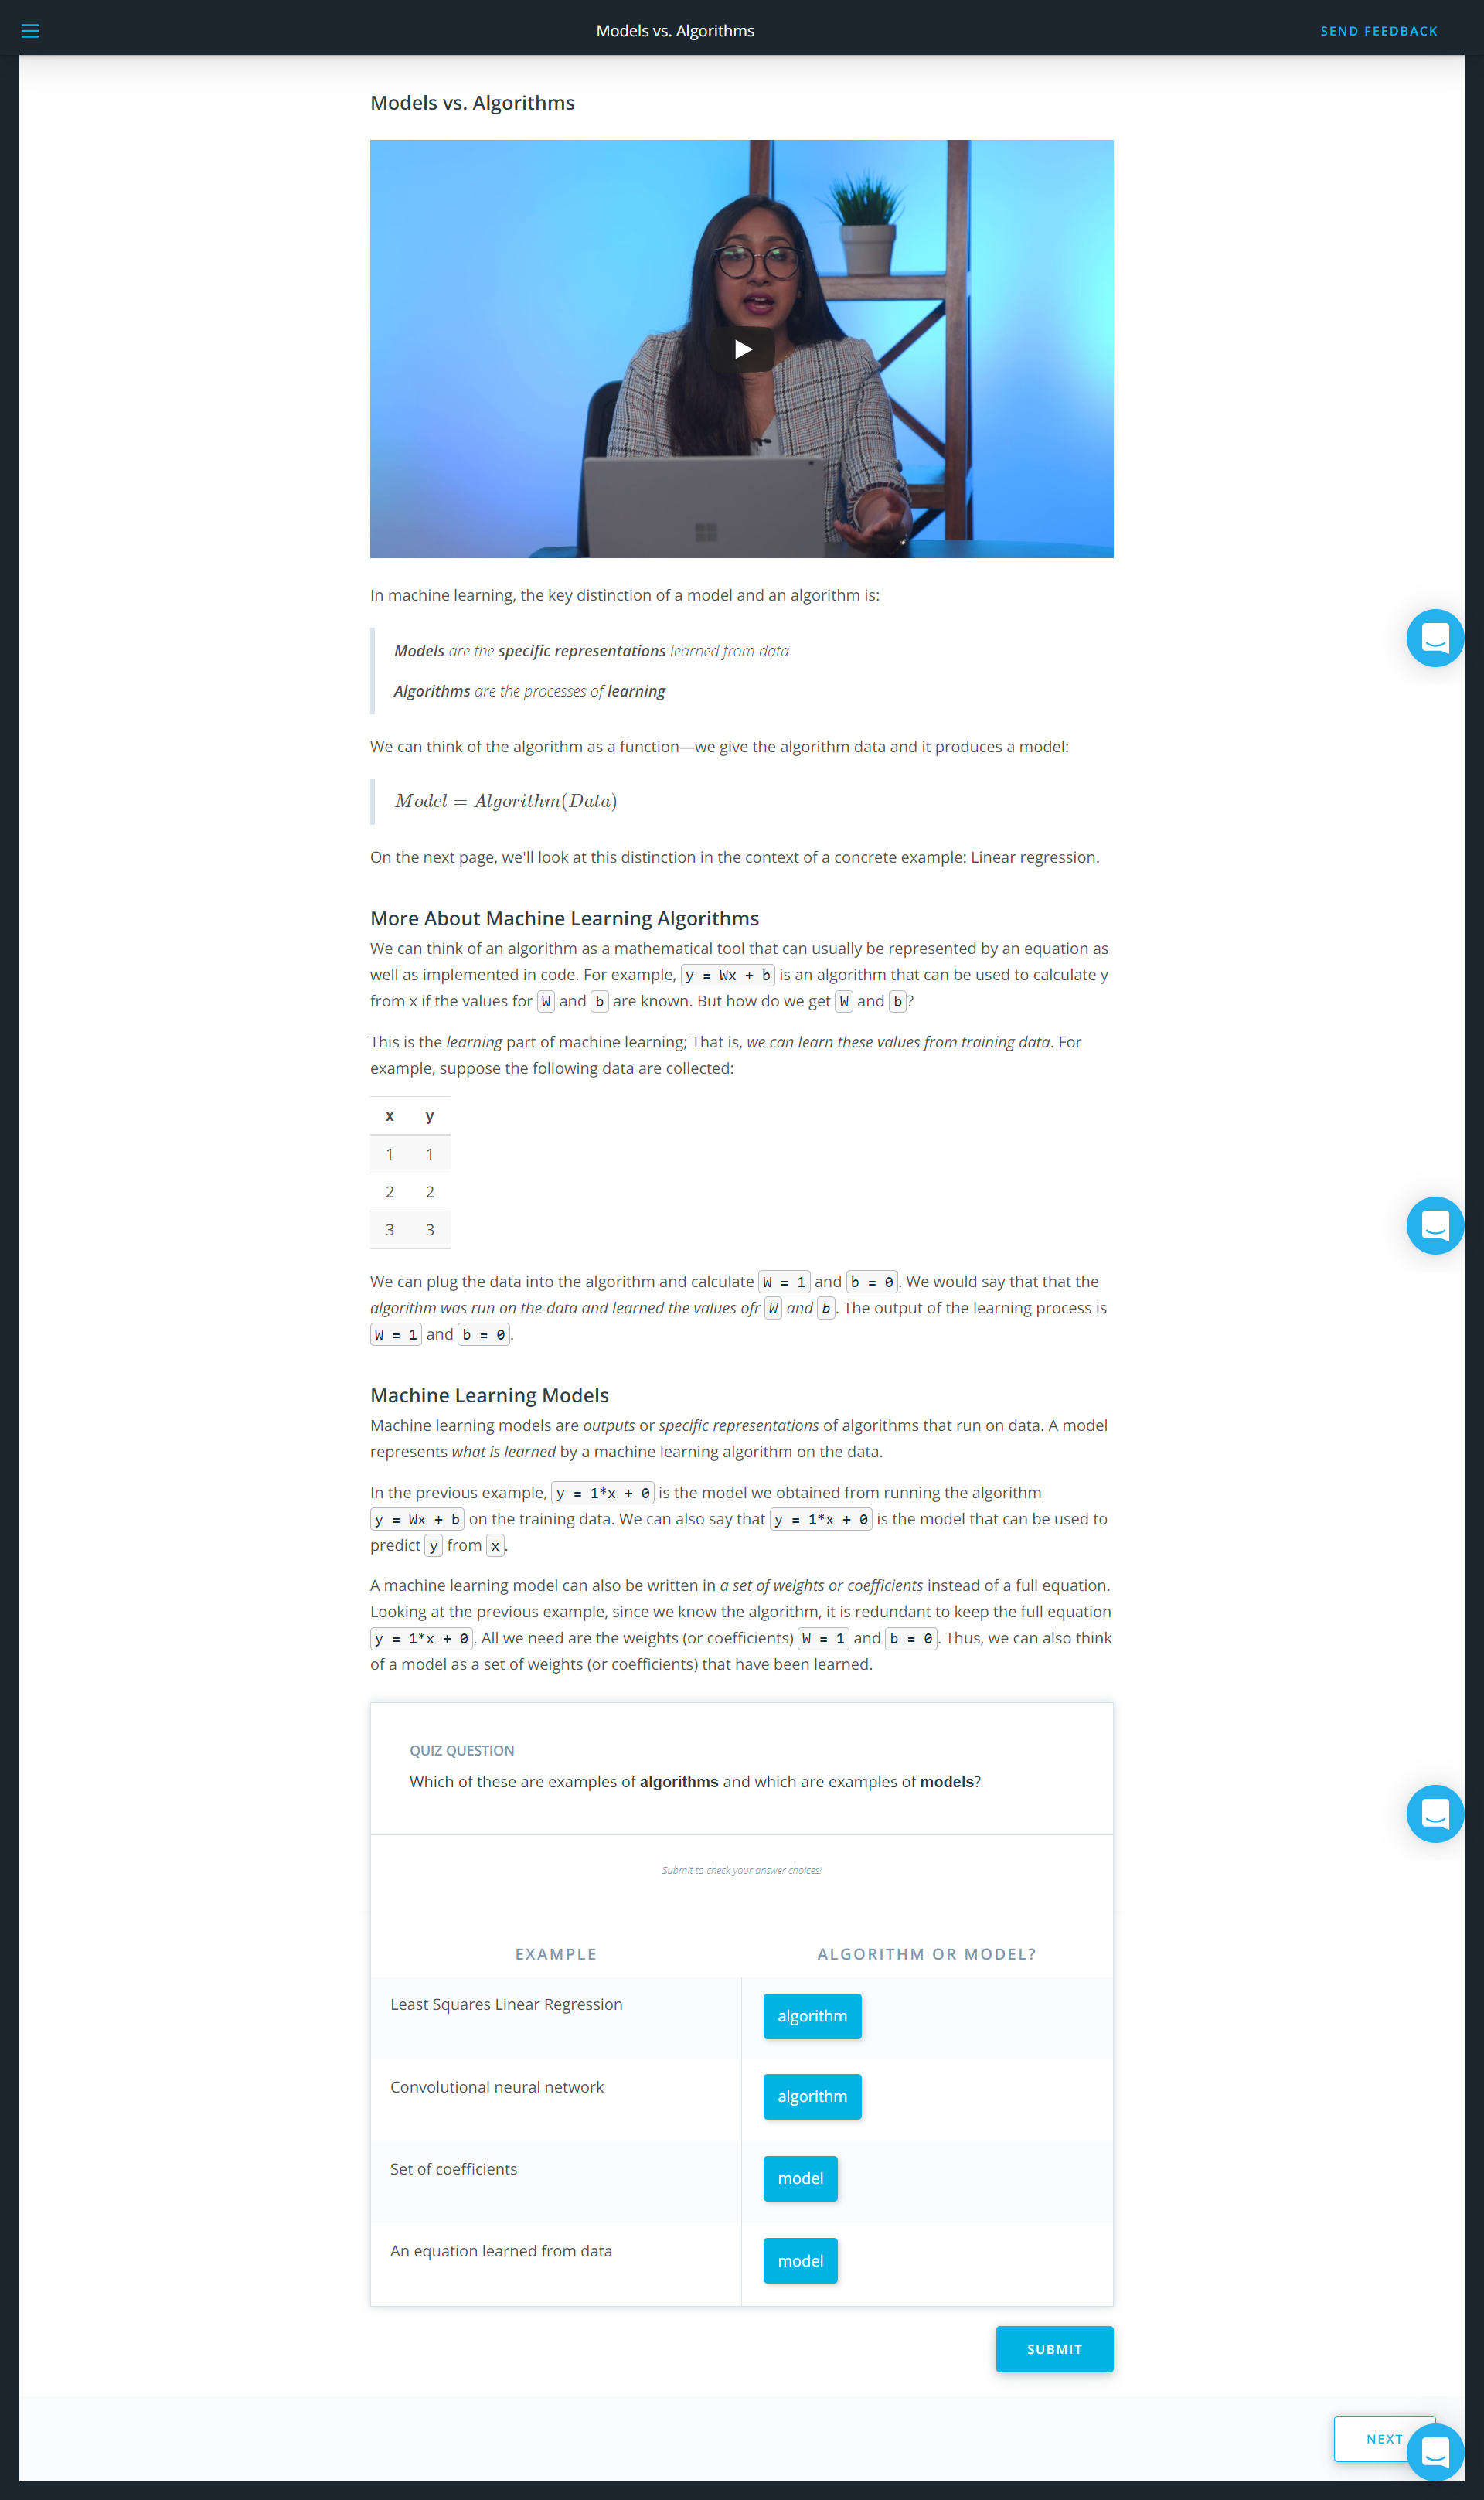 Models vs. Algorithms
SEND FEEDBACK
Models vs. Algorithms
In machine learning, the key distinction of a model and an algorithm is:
Models are the specific representations learned from data
Algorithms are the processes of learning
We can think of the algorithm as a function—we give the algorithm data and it produces a model:
Model = Algorithm(Data)
On the next page, we'll look at this distinction in the context of a concrete example: Linear regression.
More About Machine Learning Algorithms
We can think of an algorithm as a mathematical tool that can usually be represented by an equation as
well as implemented in code. For example, y = Wx + b is an algorithm that can be used to calculate y
from x if the values for W and b are known. But how do we get W and b?
This is the learning part of machine learning; That is, we can learn these values from training data. For
example, suppose the following data are collected:
x y
1 1
2 2
3 3
We can plug the data into the algorithm and calculate W = 1 and b = 0. We would say that that the
algorithm was run on the data and learned the values ofr W and b. The output of the learning process is
W = 1 and b = 0.
Machine Learning Models
Machine learning models are outputs or specific representations of algorithms that run on data. A model
represents what is learned by a machine learning algorithm on the data.
In the previous example, y = 1*x + 0 is the model we obtained from running the algorithm
y = Wx + b on the training data. We can also say that y = 1*x + 0 is the model that can be used to
predict y from x.
A machine learning model can also be written in a set of weights or coefficients instead of a full equation.
Looking at the previous example, since we know the algorithm, it is redundant to keep the full equation
y = 1*x + 0. All we need are the weights (or coefficients) W = 1 and b = 0. Thus, we can also think
of a model as a set of weights (or coefficients) that have been learned.
QUIZ QUESTION
Which of these are examples of algorithms and which are examples of models?
Submit to check your answer choices!
EXAMPLE ALGORITHM OR MODEL?
Least Squares Linear Regression algorithm
Convolutional neural network algorithm
Set of coefficients model
An equation learned from data model
SUBMIT
NEXT